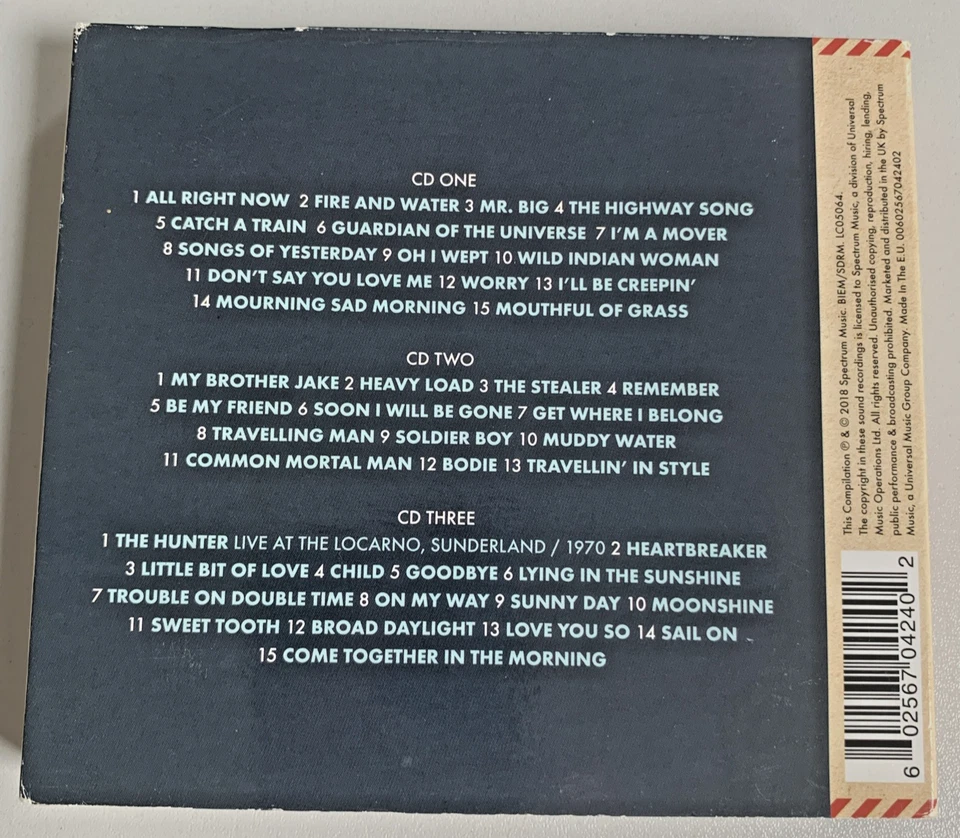 CD ONE
1 ALL RIGHT NOW 2 FIRE AND WATER 3 MR. BIG 4 THE HIGHWAY SONG
5 CATCH A TRAIN 6 GUARDIAN OF THE UNIVERSE 7 I'M A MOVER
8 SONGS OF YESTERDAY 9 OH I WEPT 10 WILD INDIAN WOMAN
11 DON'T SAY YOU LOVE ME 12 WORRY 13 I'LL BE CREEPIN'
14 MOURNING SAD MORNING 15 MOUTHFUL OF GRASS
CD TWO
1 MY BROTHER JAKE 2 HEAVY LOAD 3 THE STEALER 4 REMEMBER
5 BE MY FRIEND 6 SOON I WILL BE GONE 7 GET WHERE I BELONG
8 TRAVELLING MAN 9 SOLDIER BOY 10 MUDDY WATER
11 COMMON MORTAL MAN 12 BODIE 13 TRAVELLIN' IN STYLE
CD THREE
1 THE HUNTER LIVE AT THE LOCARNO, SUNDERLAND / 1970 2 HEARTBREAKER
3 LITTLE BIT OF LOVE 4 CHILD 5 GOODBYE 6 LYING IN THE SUNSHINE
7 TROUBLE ON DOUBLE TIME 8 ON MY WAY 9 SUNNY DAY 10 MOONSHINE
11 SWEET TOOTH 12 BROAD DAYLIGHT 13 LOVE YOU SO 14 SAIL ON
15 COME TOGETHER IN THE MORNING
This Compilation ℗ & © 2018 Spectrum Music. BIEM/SDRM. LC05064.
The copyright in these sound recordings is licensed to Spectrum Music, a division of Universal
Music Operations Ltd. All rights reserved. Unauthorised copying, reproduction, hiring, lending,
public performance & broadcasting prohibited. Marketed and distributed in the UK by Spectrum
Music, a Universal Music Group Company. Made In The E.U. 00602567042402
6 02567 04240 2